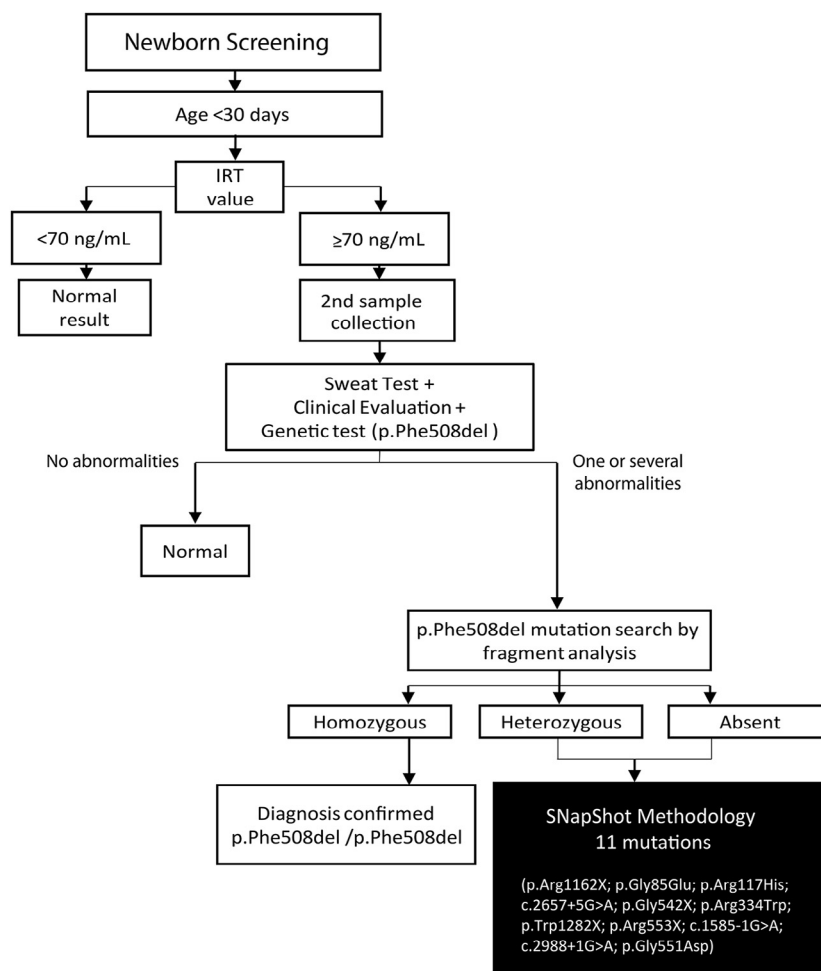 Newborn Screening
Age <30 days
IRT
value
<70 ng/mL
≥70 ng/mL
Normal
result
2nd sample
collection
Sweat Test +
Clinical Evaluation +
Genetic test (p.Phe508del )
No abnormalities
One or several
abnormalities
Normal
p.Phe508del mutation search by
fragment analysis
Homozygous
Heterozygous
Absent
Diagnosis confirmed
p.Phe508del /p.Phe508del
SNapShot Methodology
11 mutations
(p.Arg1162X; p.Gly85Glu; p.Arg117His;
c.2657+5G>A; p.Gly542X; p.Arg334Trp;
p.Trp1282X; p.Arg553X; c.1585-1G>A;
c.2988+1G>A; p.Gly551Asp)